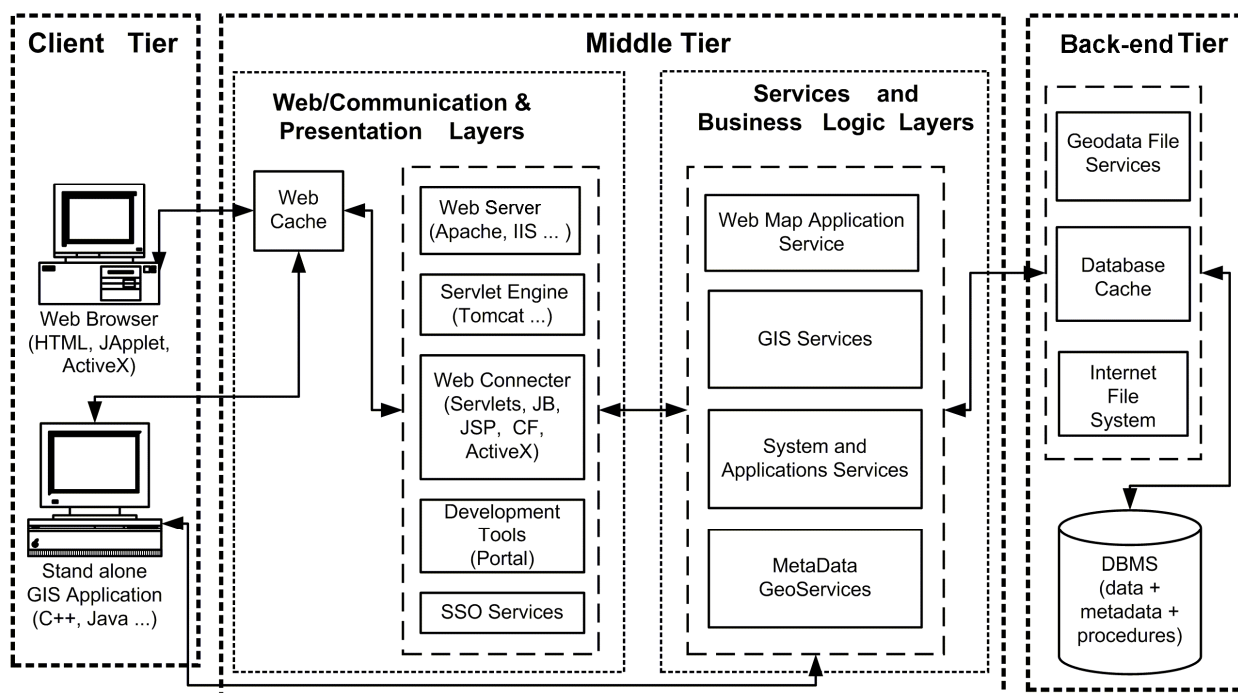 Client Tier
Middle Tier
Back-end Tier
Web/Communication &
Presentation Layers
Services and
Business Logic Layers
Web Browser
(HTML, JApplet,
ActiveX)
Stand alone
GIS Application
(C++, Java ...)
Web
Cache
Web Server
(Apache, IIS ... )
Servlet Engine
(Tomcat ...)
Web Connecter
(Servlets, JB,
JSP, CF,
ActiveX)
Development
Tools
(Portal)
SSO Services
Web Map Application
Service
GIS Services
System and
Applications Services
MetaData
GeoServices
Geodata File
Services
Database
Cache
Internet
File
System
DBMS
(data +
metadata +
procedures)